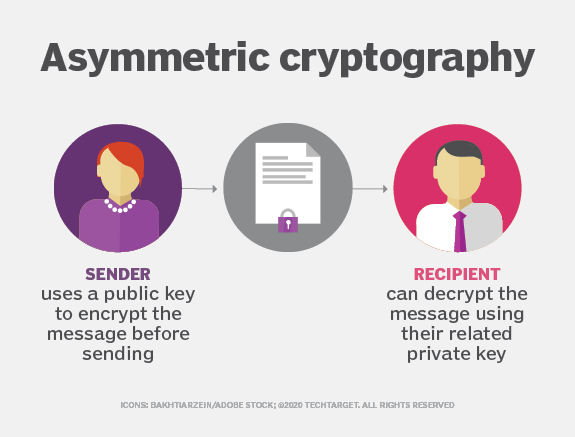 Asymmetric cryptography
SENDER
uses a public key
to encrypt the
message before
sending
RECIPIENT
can decrypt the
message using
their related
private key
ICONS: BAKHTIARZEIN/ADOBE STOCK; ©2020 TECHTARGET. ALL RIGHTS RESERVED